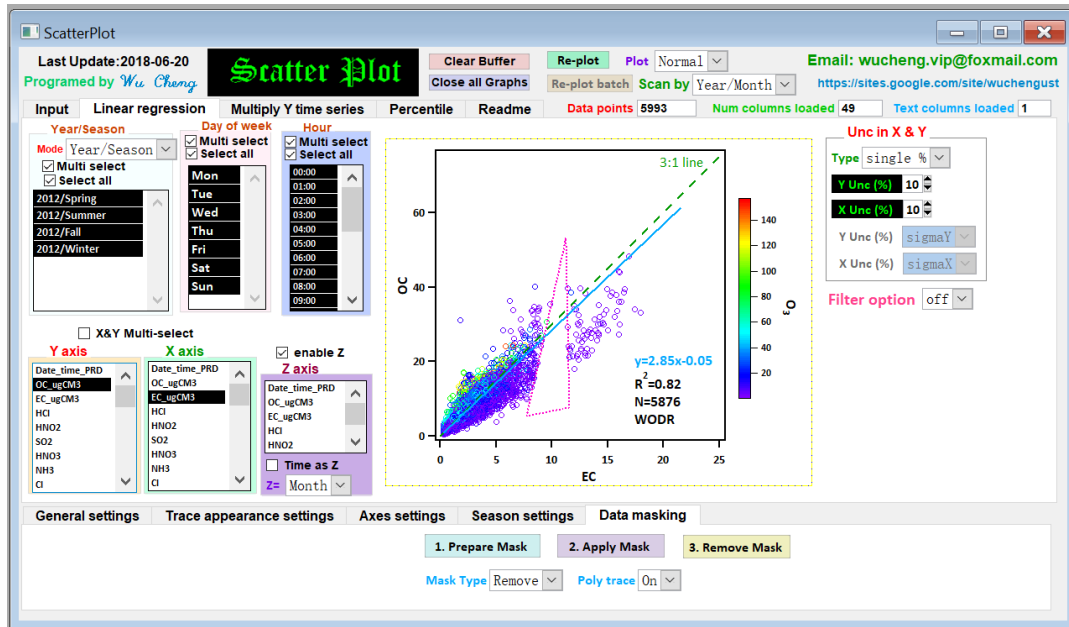 ScatterPlot
Last Update:2018-06-20
Programed by Wu Cheng
Scatter Plot
Clear Buffer
Close all Graphs
Re-plot
Plot Normal
Re-plot batch
Scan by Year/Month
Email: wucheng.vip@foxmail.com
https://sites.google.com/site/wuchengust
Input
Linear regression
Multiply Y time series
Percentile
Readme
Data points 5993
Num columns loaded 49
Text columns loaded 1
Year/Season
Mode Year/Season
Multi select
Select all
2012/Spring
2012/Summer
2012/Fall
2012/Winter
Day of week
Multi select
Select all
Mon
Tue
Wed
Thu
Fri
Sat
Sun
Hour
Multi select
Select all
00:00
01:00
02:00
03:00
04:00
05:00
06:00
07:00
08:00
09:00
X&Y Multi-select
Y axis
Date_time_PRD
OC_ugCM3
EC_ugCM3
HCl
HNO2
SO2
HNO3
NH3
Cl
X axis
Date_time_PRD
OC_ugCM3
EC_ugCM3
HCl
HNO2
SO2
HNO3
NH3
Cl
enable Z
Z axis
Date_time_PRD
OC_ugCM3
EC_ugCM3
HCl
HNO2
Time as Z
Z= Month
3:1 line
60
40
20
0
OC
0 5 10 15 20 25
EC
y=2.85x-0.05
R²=0.82
N=5876
WODR
140
120
100
80
60
40
20
O₃
Unc in X & Y
Type single %
Y Unc (%) 10
X Unc (%) 10
Y Unc (%) sigmaY
X Unc (%) sigmaX
Filter option off
General settings
Trace appearance settings
Axes settings
Season settings
Data masking
1. Prepare Mask
2. Apply Mask
3. Remove Mask
Mask Type Remove
Poly trace On